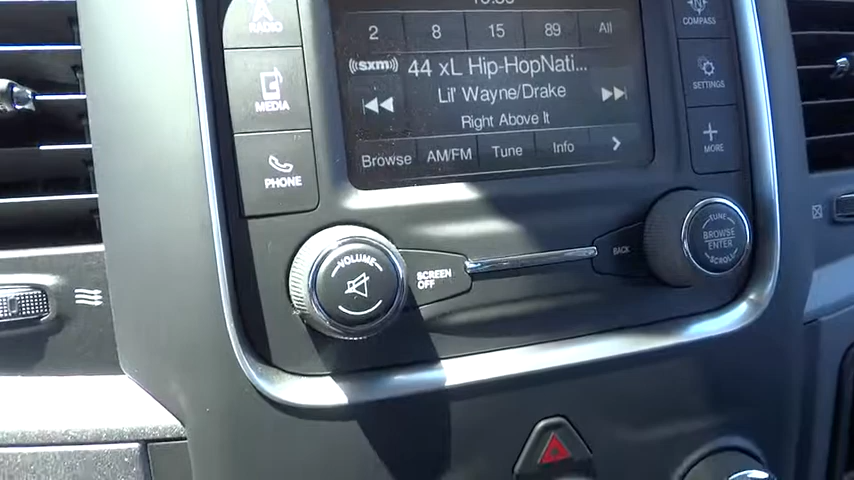 RADIO
COMPASS
2 8 15 89 All
MEDIA
((sxm)) 44 xL Hip-HopNati...
SETTINGS
Lil' Wayne/Drake
Right Above It
MORE
PHONE
Browse AM/FM Tune Info
TUNE
BROWSE
ENTER
SCROLL
BACK
VOLUME
SCREEN
OFF